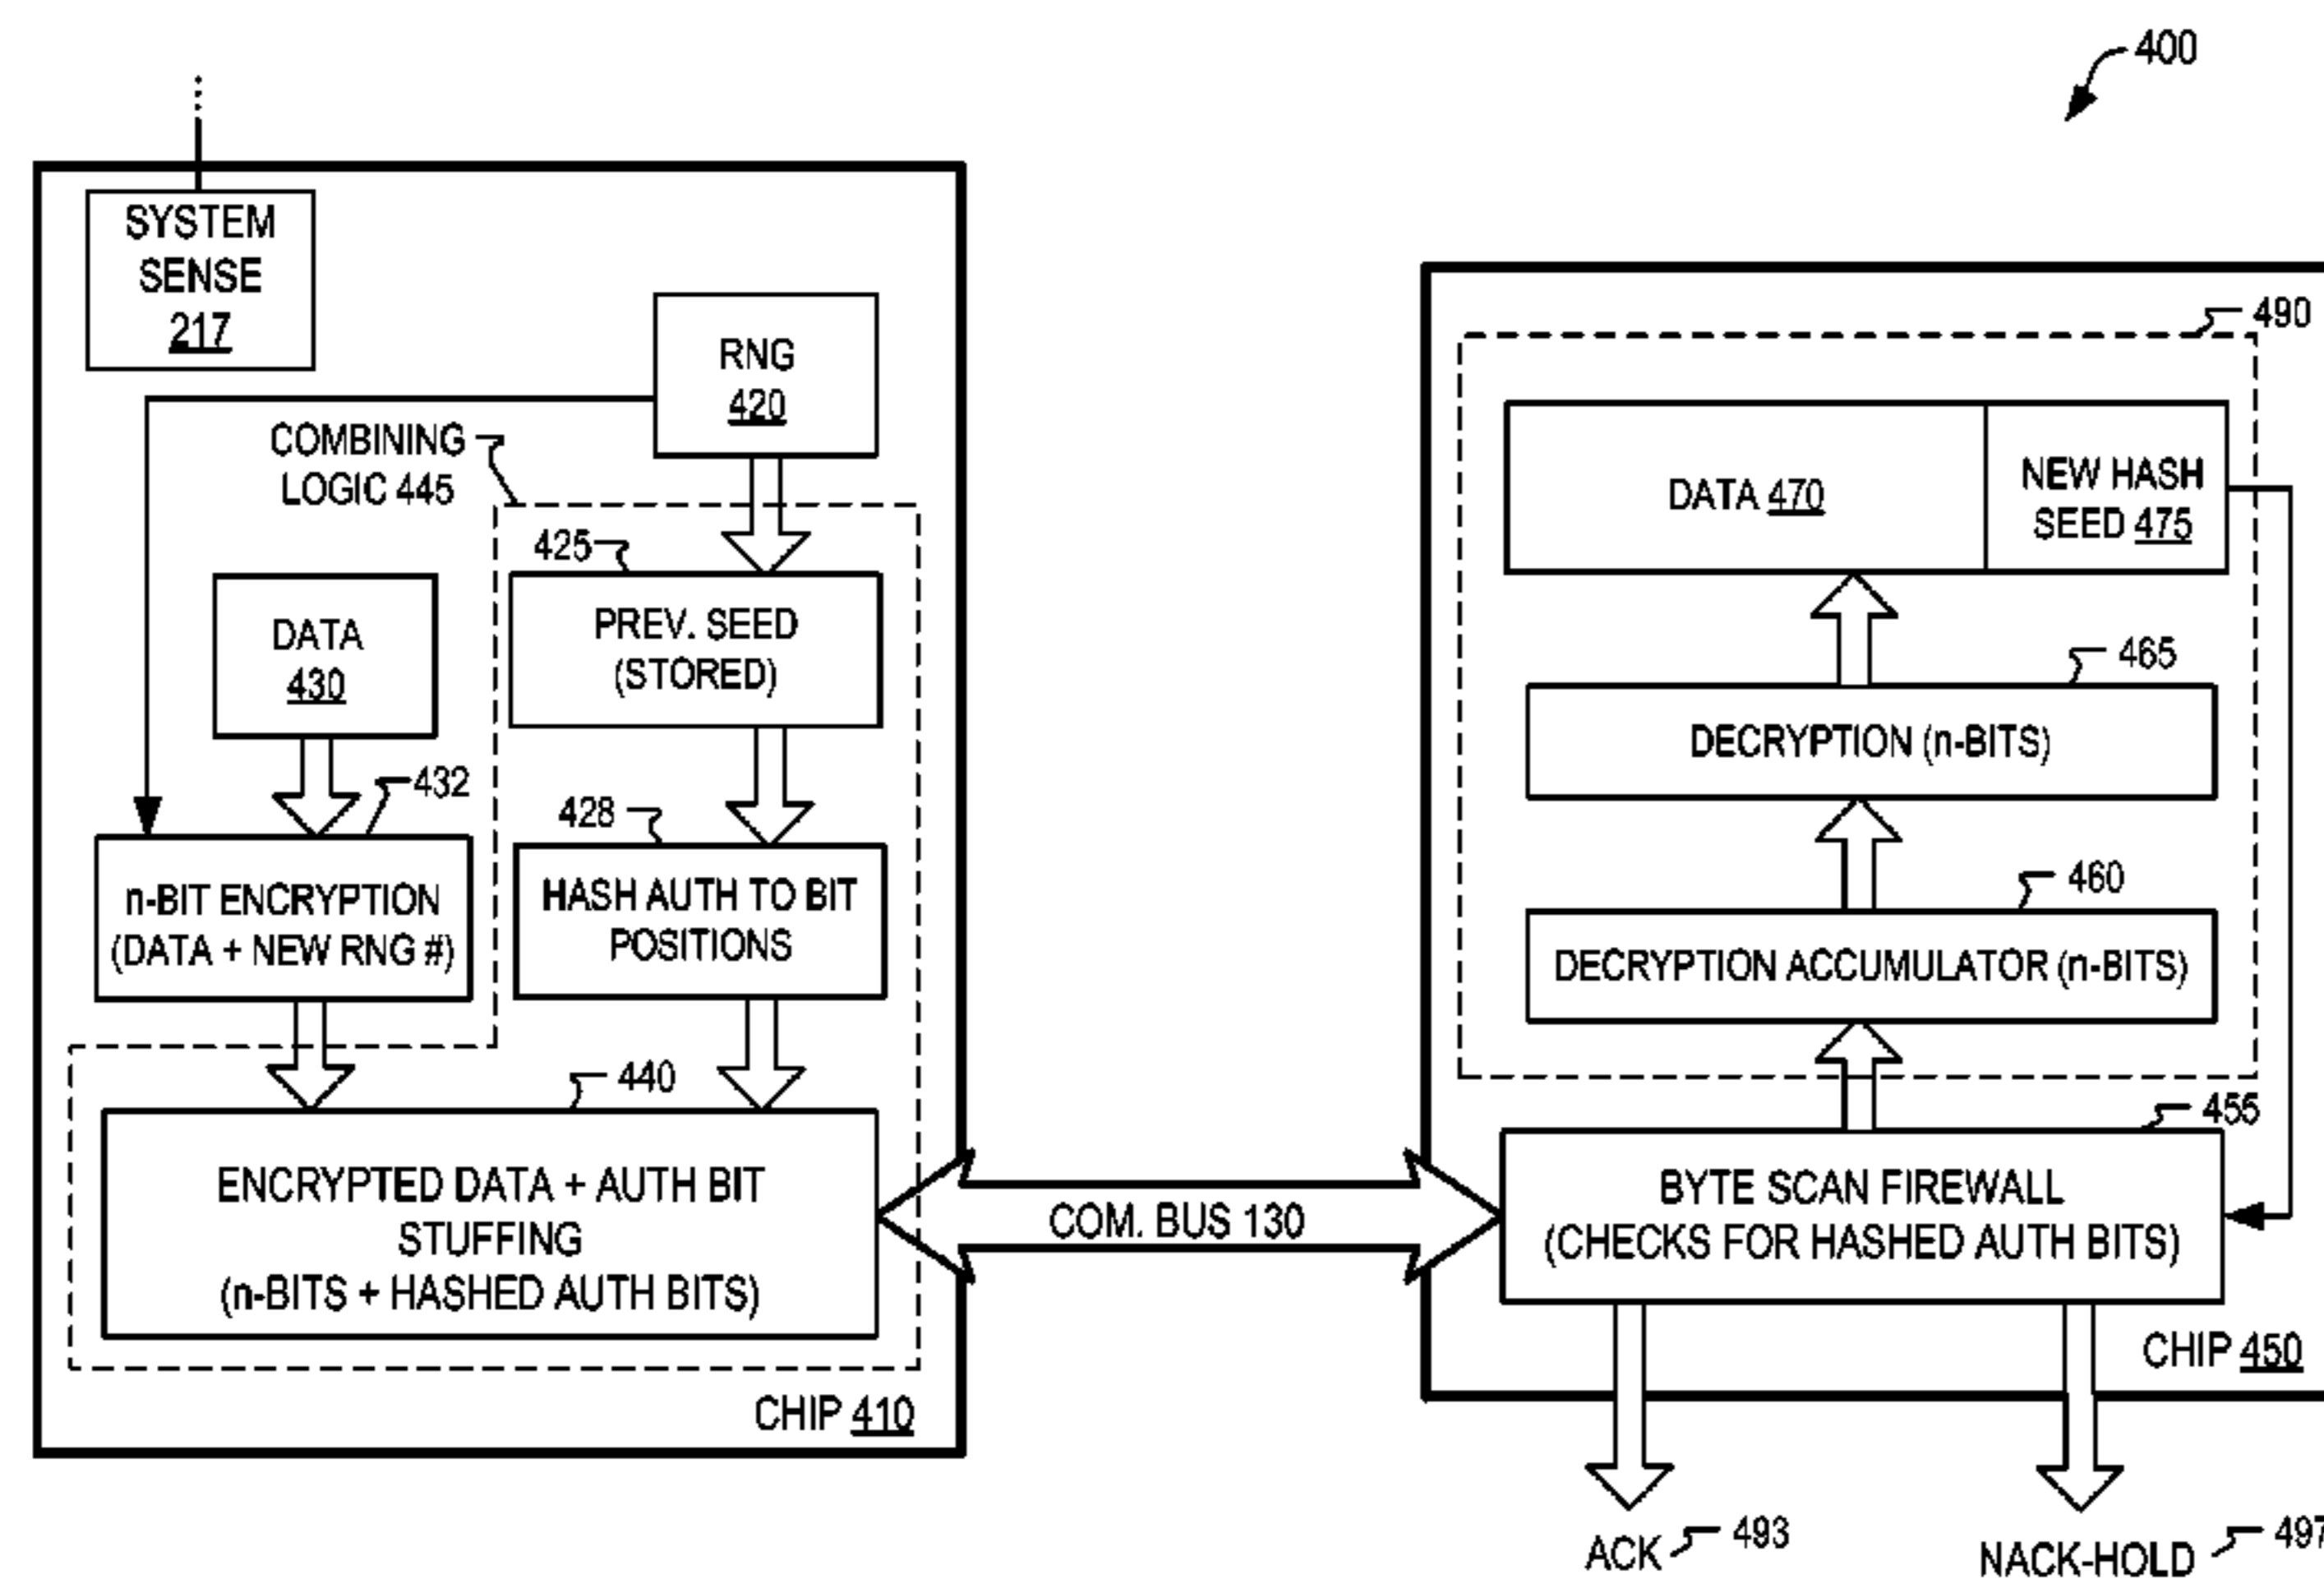 400
SYSTEM
SENSE
217
RNG
420
COMBINING
LOGIC 445
425
PREV. SEED
(STORED)
DATA
430
432
428
n-BIT ENCRYPTION
(DATA + NEW RNG #)
HASH AUTH TO BIT
POSITIONS
440
ENCRYPTED DATA + AUTH BIT
STUFFING
(n-BITS + HASHED AUTH BITS)
CHIP 410
COM. BUS 130
490
DATA 470
NEW HASH
SEED 475
465
DECRYPTION (n-BITS)
460
DECRYPTION ACCUMULATOR (n-BITS)
455
BYTE SCAN FIREWALL
(CHECKS FOR HASHED AUTH BITS)
CHIP 450
ACK
493
NACK-HOLD
497